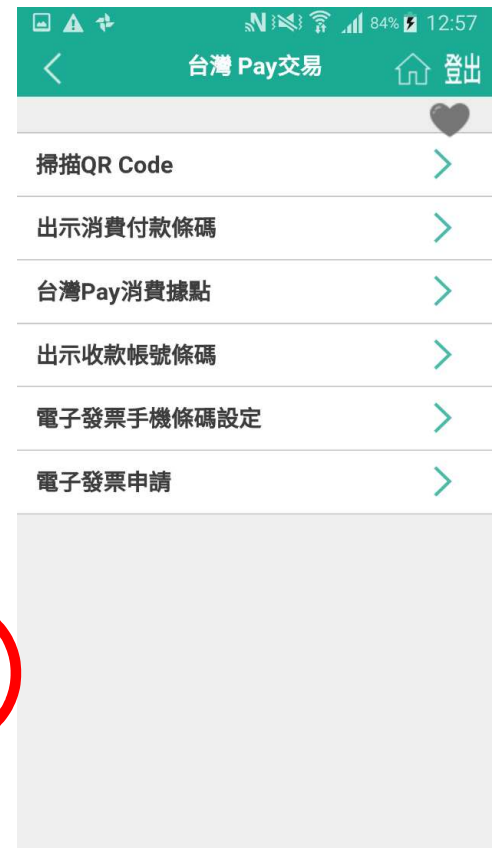 84% 12:57
台灣 Pay交易 登出
掃描QR Code
出示消費付款條碼
台灣Pay消費據點
出示收款帳號條碼
電子發票手機條碼設定
電子發票申請